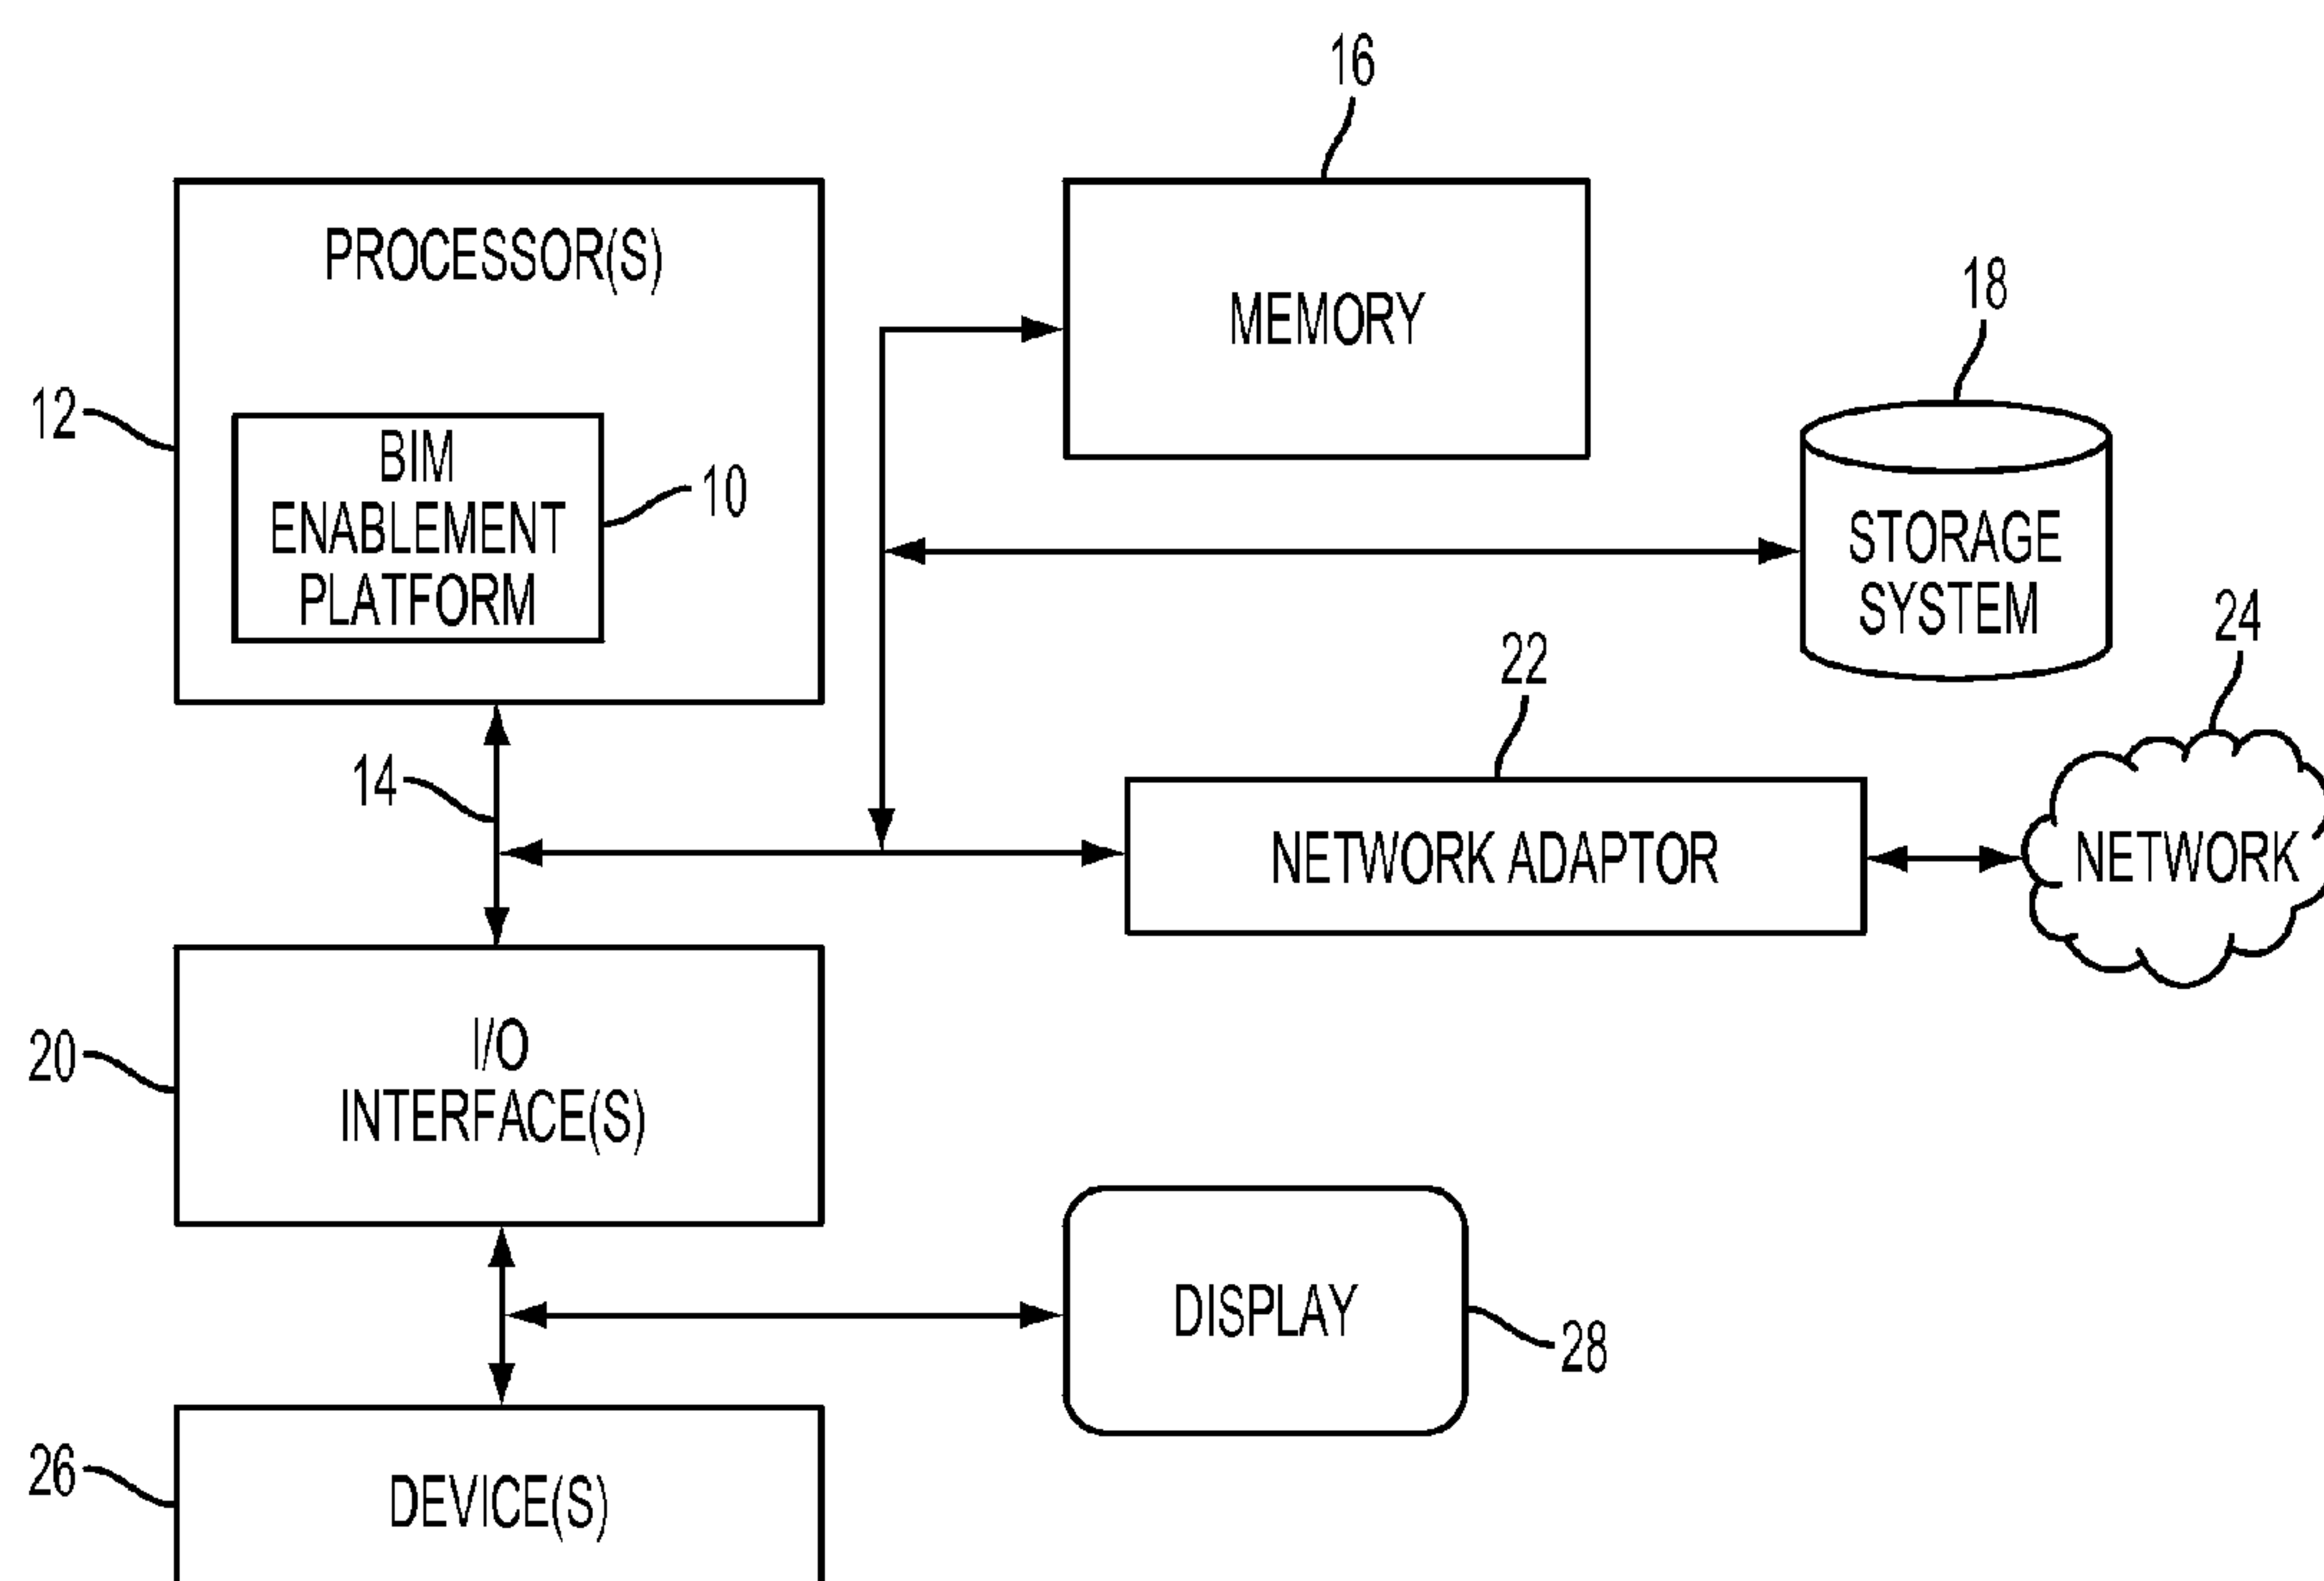 16
PROCESSOR(S)
MEMORY
18
12
BIM
ENABLEMENT
PLATFORM
10
STORAGE
SYSTEM
24
22
14
NETWORK ADAPTOR
NETWORK
I/O
INTERFACE(S)
20
DISPLAY
28
26
DEVICE(S)